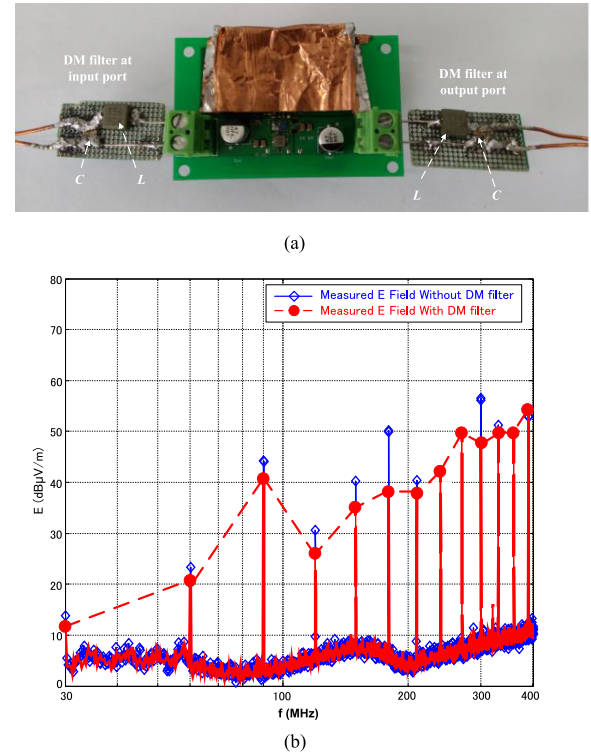 DM filter at
input port
DM filter at
output port
C
L
L
C
(a)
80
70
60
50
40
30
20
10
0
E (dBμV/m)
Measured E Field Without DM filter
Measured E Field With DM filter
30
100
200
300
400
f (MHz)
(b)